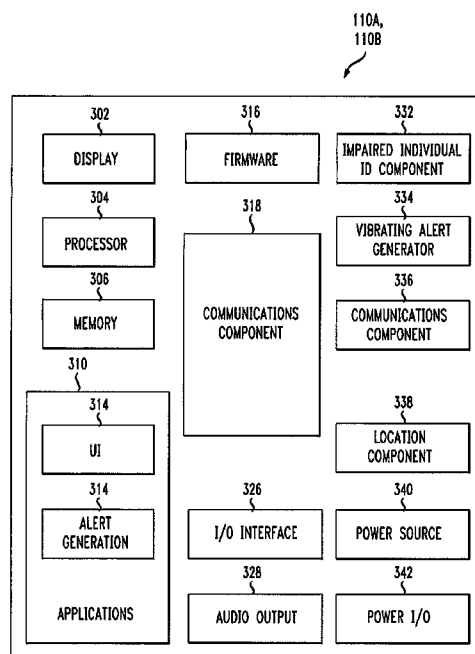 110A,
110B
302
DISPLAY
304
PROCESSOR
306
MEMORY
310
314
UI
314
ALERT
GENERATION
APPLICATIONS
316
FIRMWARE
318
COMMUNICATIONS
COMPONENT
326
I/O INTERFACE
328
AUDIO OUTPUT
332
IMPAIRED INDIVIDUAL
ID COMPONENT
334
VIBRATING ALERT
GENERATOR
336
COMMUNICATIONS
COMPONENT
338
LOCATION
COMPONENT
340
POWER SOURCE
342
POWER I/O